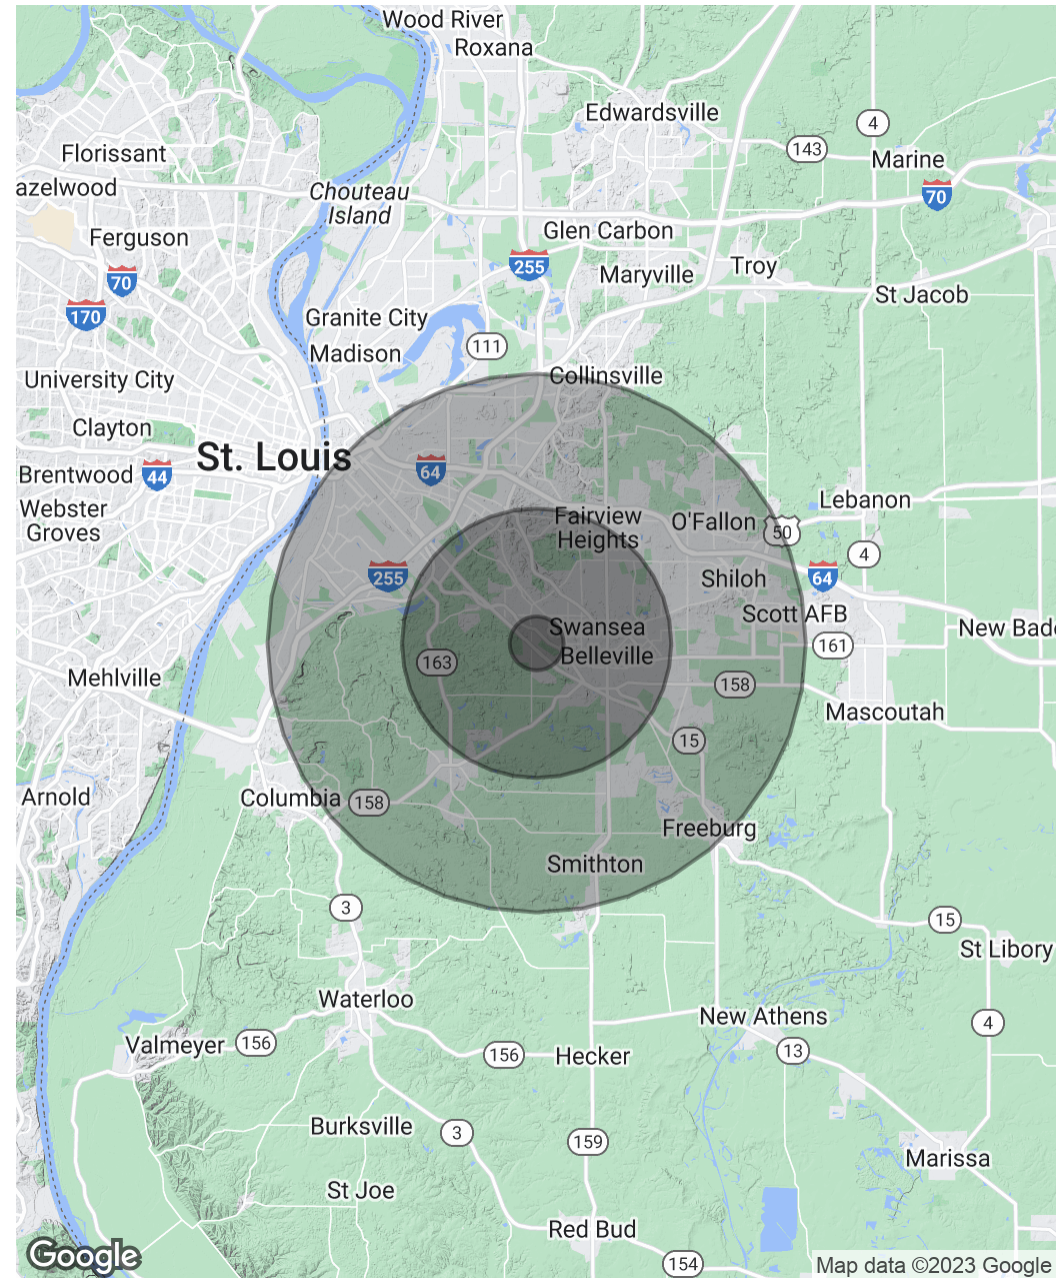 Wood River
Roxana
Edwardsville
4
143
Florissant
Marine
azelwood
Chouteau
Island
70
Glen Carbon
Ferguson
255
Troy
Maryville
70
St Jacob
170
Granite City
111
Madison
Collinsville
University City
Clayton
St. Louis
64
Brentwood
44
Lebanon
Webster
Groves
Fairview
Heights
O'Fallon
50
4
255
Shiloh
64
Scott AFB
Swansea
New Bade
161
Belleville
163
Mehlville
158
Mascoutah
15
Arnold
Columbia
158
Freeburg
Smithton
3
15
St Libory
Waterloo
New Athens
4
Valmeyer
156
156
Hecker
13
Burksville
3
159
Marissa
St Joe
Red Bud
154
Google
Map data ©2023 Google